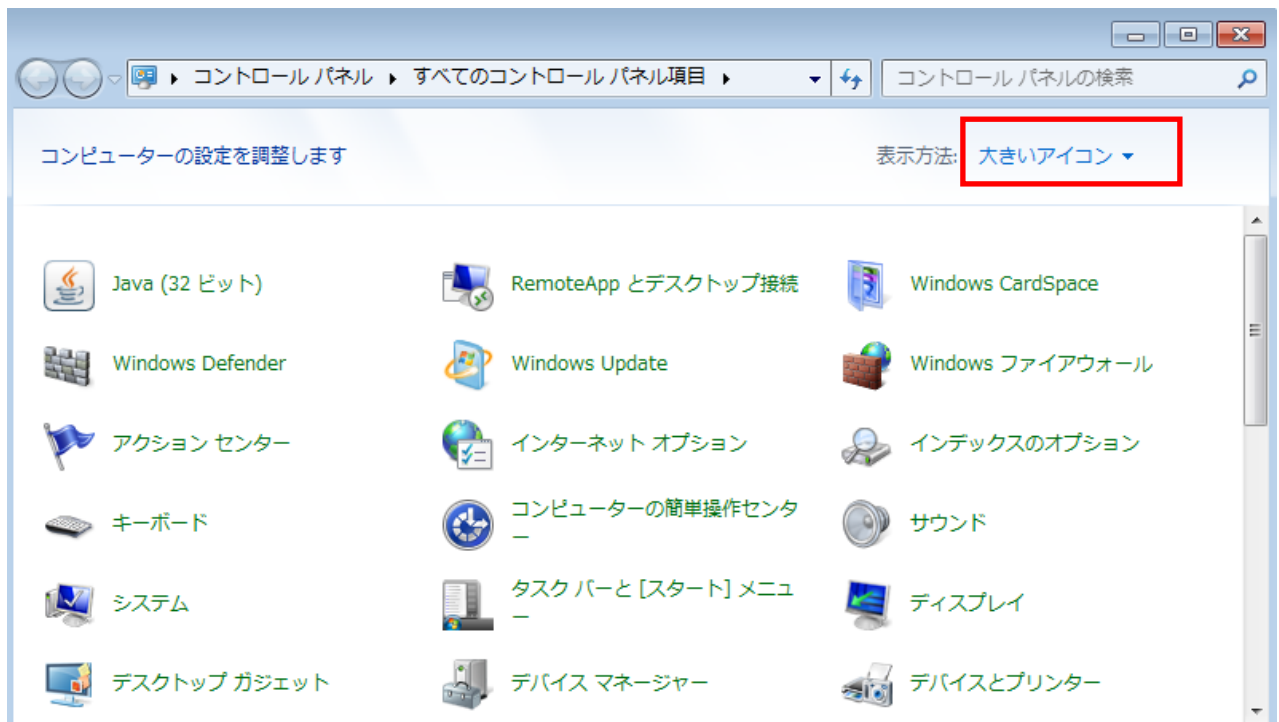 コントロール パネル ▸ すべてのコントロール パネル項目 ▸
コントロール パネルの検索
コンピューターの設定を調整します
表示方法: 大きいアイコン
Java (32 ビット)
RemoteApp とデスクトップ接続
Windows CardSpace
Windows Defender
Windows Update
Windows ファイアウォール
アクション センター
インターネット オプション
インデックスのオプション
キーボード
コンピューターの簡単操作センタ
ー
サウンド
システム
タスク バーと [スタート] メニュ
ー
ディスプレイ
デスクトップ ガジェット
デバイス マネージャー
デバイスとプリンター